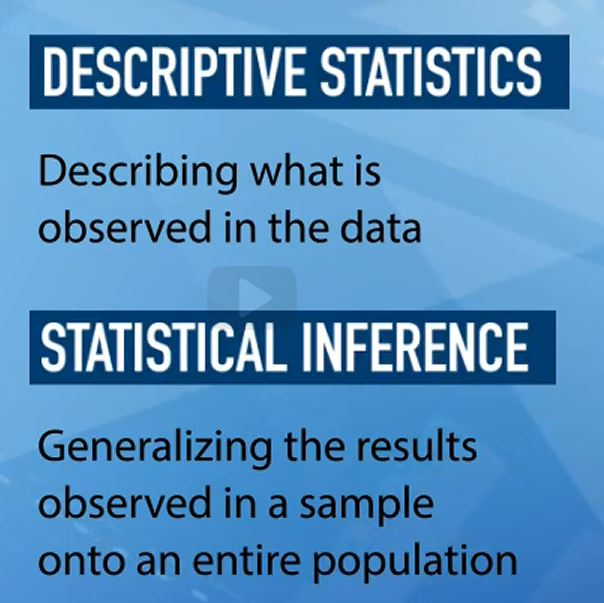 DESCRIPTIVE STATISTICS
Describing what is
observed in the data
STATISTICAL INFERENCE
Generalizing the results
observed in a sample
onto an entire population